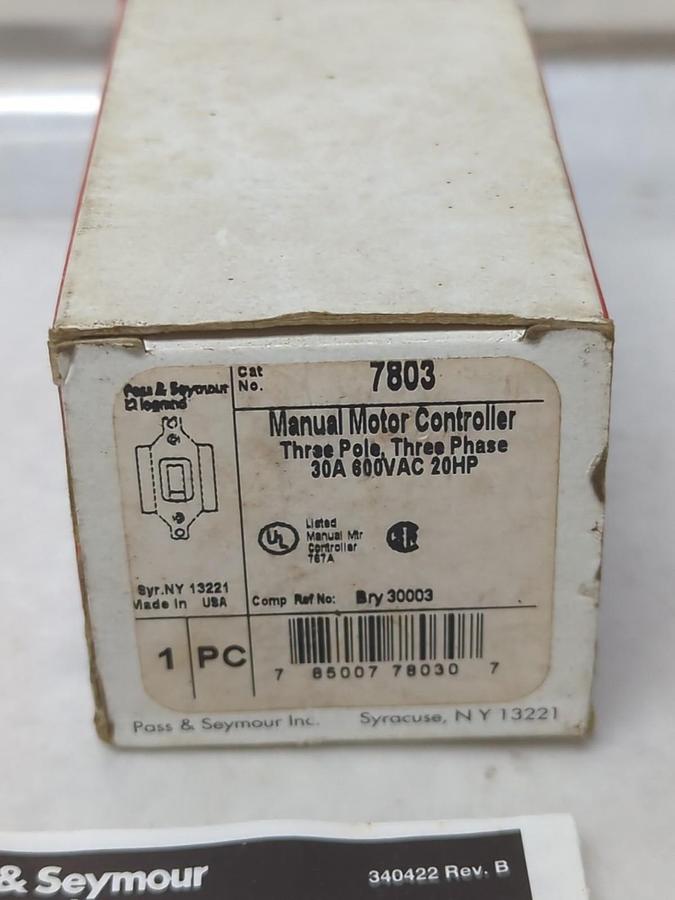 Pass & Seymour
legrand
Cat
No.
7803
Manual Motor Controller
Three Pole, Three Phase
30A 600VAC 20HP
UL
Listed
Manual Mtr
Controller
767A
Syr.NY 13221
Made In USA
Comp Ref No: Bry 30003
1 PC
7 85007 78030 7
Pass & Seymour Inc. Syracuse, N Y 13221
& Seymour
340422 Rev. B